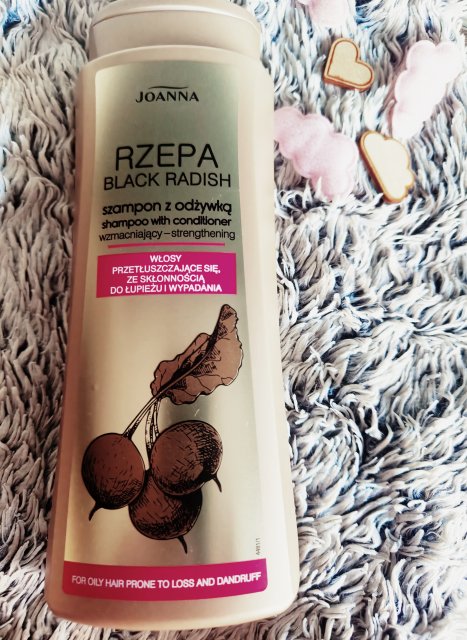 JOANNA
RZEPA
BLACK RADISH
szampon z odżywką
shampoo with conditioner
wzmacniający – strengthening
WŁOSY
PRZETŁUSZCZAJĄCE SIĘ,
ZE SKŁONNOŚCIĄ
DO ŁUPIEŻU I WYPADANIA
FOR OILY HAIR PRONE TO LOSS AND DANDRUFF